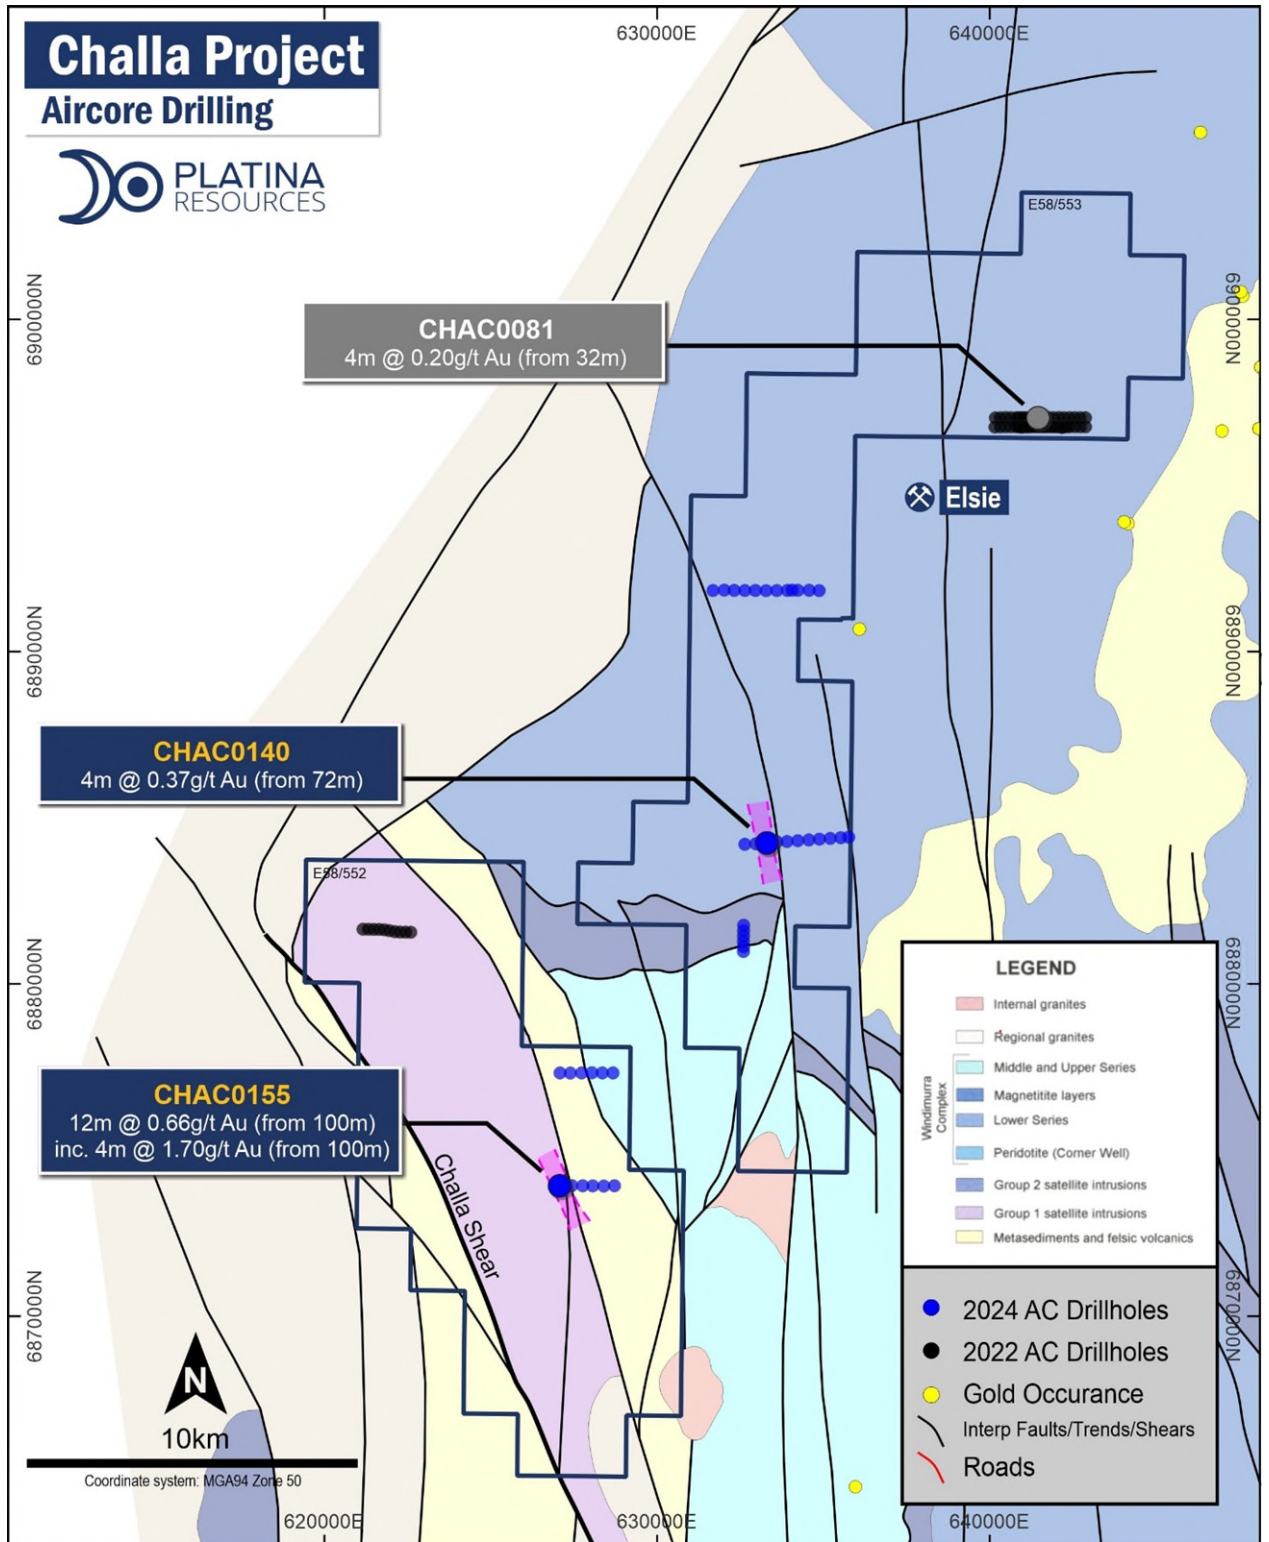 630000E
640000E
Challa Project
Aircore Drilling
PLATINA
RESOURCES
E58/553
6900000N
6900000N
CHAC0081
4m @ 0.20g/t Au (from 32m)
Elsie
6890000N
6890000N
CHAC0140
4m @ 0.37g/t Au (from 72m)
E58/552
6880000N
6880000N
LEGEND
Internal granites
Regional granites
Middle and Upper Series
Magnetitite layers
Lower Series
Peridotite (Corner Well)
Windimurra
Complex
Group 2 satellite intrusions
Group 1 satellite intrusions
Metasediments and felsic volcanics
CHAC0155
12m @ 0.66g/t Au (from 100m)
inc. 4m @ 1.70g/t Au (from 100m)
Challa Shear
6870000N
6870000N
2024 AC Drillholes
2022 AC Drillholes
Gold Occurance
Interp Faults/Trends/Shears
Roads
N
10km
Coordinate system: MGA94 Zone 50
620000E
630000E
640000E